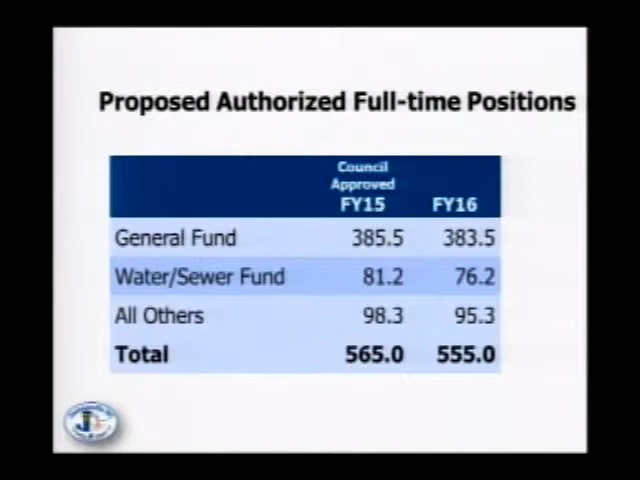 Proposed Authorized Full-time Positions
Council
Approved
FY15 FY16
General Fund 385.5 383.5
Water/Sewer Fund 81.2 76.2
All Others 98.3 95.3
Total 565.0 555.0